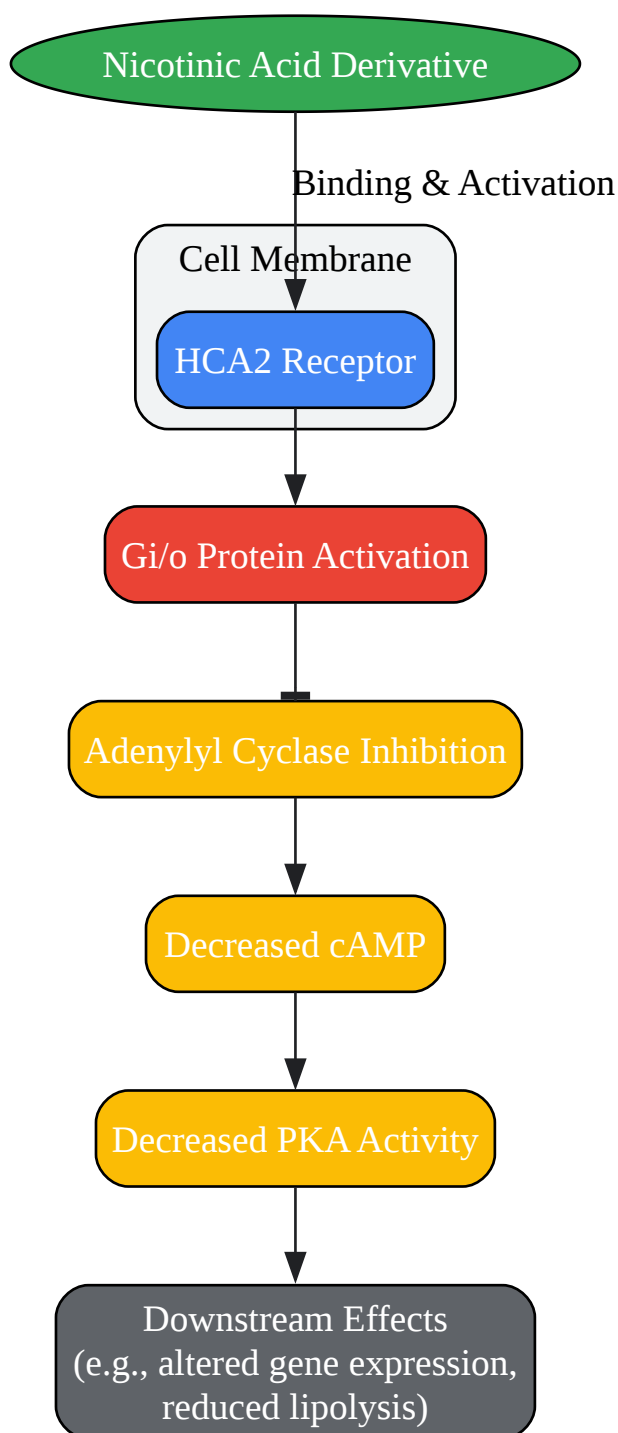 Nicotinic Acid Derivative
Binding & Activation
Cell Membrane
HCA2 Receptor
Gi/o Protein Activation
Adenylyl Cyclase Inhibition
Decreased cAMP
Decreased PKA Activity
Downstream Effects
(e.g., altered gene expression,
reduced lipolysis)